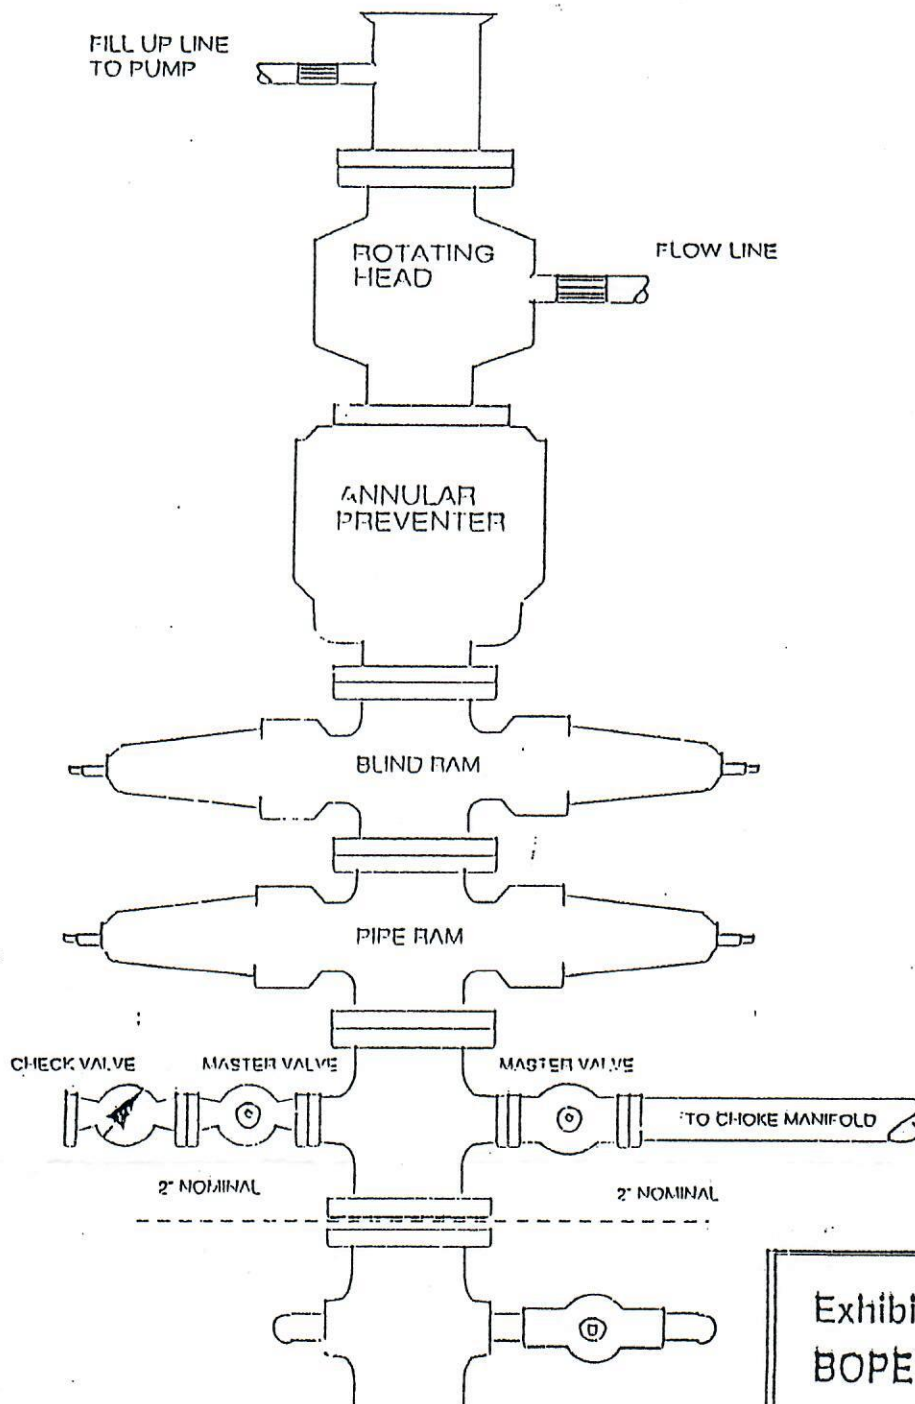 FILL UP LINE
TO PUMP
ROTATING
HEAD
FLOW LINE
ANNULAR
PREVENTER
BLIND RAM
PIPE RAM
CHECK VALVE
MASTER VALVE
MASTER VALVE
TO CHOKE MANIFOLD
2" NOMINAL
2" NOMINAL
Exhibi
BOPE